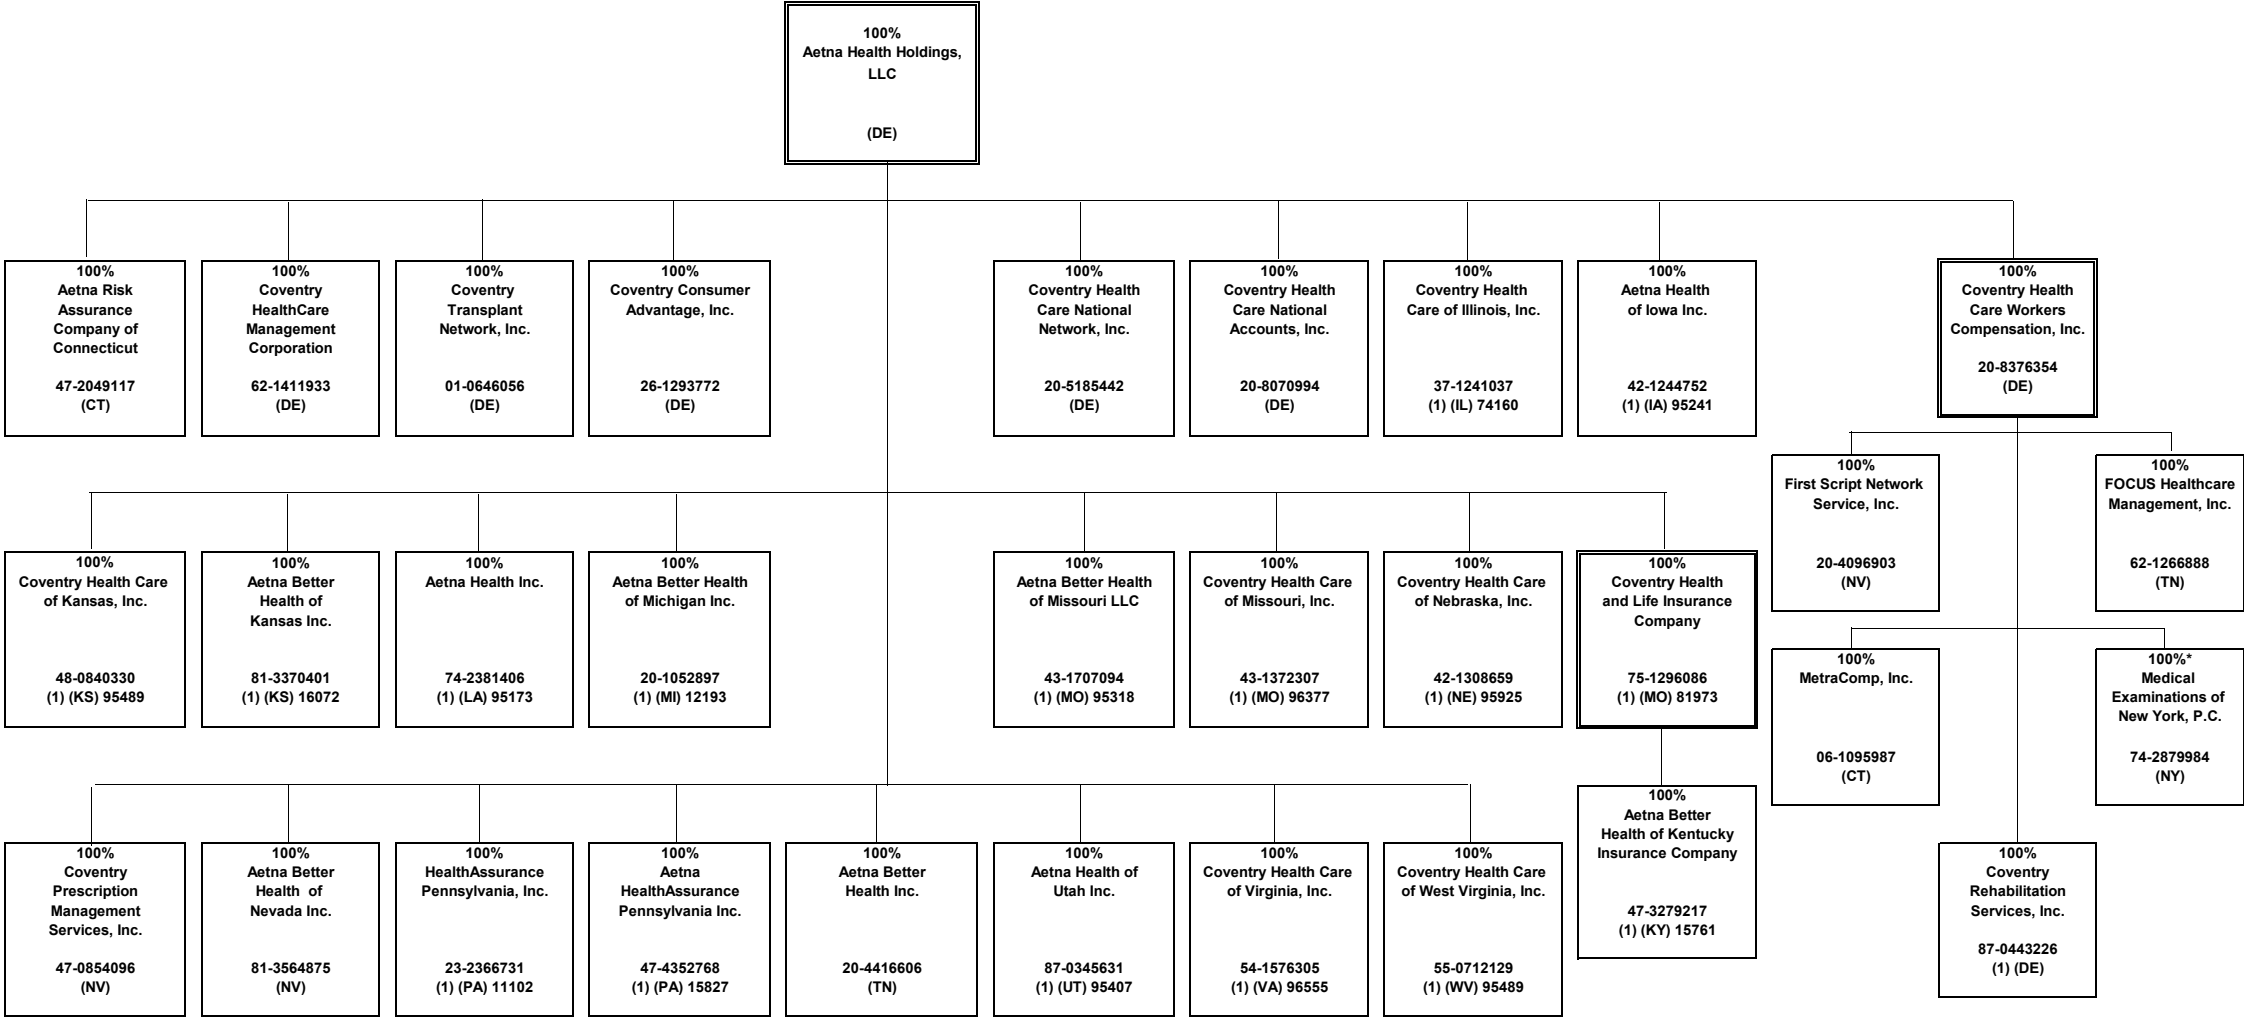 100%
Aetna Health Holdings,
LLC
(DE)
100%
Aetna Risk
Assurance
Company of
Connecticut
47-2049117
(CT)
100%
Coventry
HealthCare
Management
Corporation
62-1411933
(DE)
100%
Coventry
Transplant
Network, Inc.
01-0646056
(DE)
100%
Coventry Consumer
Advantage, Inc.
26-1293772
(DE)
100%
Coventry Health
Care National
Network, Inc.
20-5185442
(DE)
100%
Coventry Health
Care National
Accounts, Inc.
20-8070994
(DE)
100%
Coventry Health
Care of Illinois, Inc.
37-1241037
(1) (IL) 74160
100%
Aetna Health
of Iowa Inc.
42-1244752
(1) (IA) 95241
100%
Coventry Health
Care Workers
Compensation, Inc.
20-8376354
(DE)
100%
First Script Network
Service, Inc.
20-4096903
(NV)
100%
FOCUS Healthcare
Management, Inc.
62-1266888
(TN)
100%
Coventry Health Care
of Kansas, Inc.
48-0840330
(1) (KS) 95489
100%
Aetna Better
Health of
Kansas Inc.
81-3370401
(1) (KS) 16072
100%
Aetna Health Inc.
74-2381406
(1) (LA) 95173
100%
Aetna Better Health
of Michigan Inc.
20-1052897
(1) (MI) 12193
100%
Aetna Better Health
of Missouri LLC
43-1707094
(1) (MO) 95318
100%
Coventry Health Care
of Missouri, Inc.
43-1372307
(1) (MO) 96377
100%
Coventry Health Care
of Nebraska, Inc.
42-1308659
(1) (NE) 95925
100%
Coventry Health
and Life Insurance
Company
75-1296086
(1) (MO) 81973
100%
MetraComp, Inc.
06-1095987
(CT)
100%*
Medical
Examinations of
New York, P.C.
74-2879984
(NY)
100%
Coventry
Prescription
Management
Services, Inc.
47-0854096
(NV)
100%
Aetna Better
Health of
Nevada Inc.
81-3564875
(NV)
100%
HealthAssurance
Pennsylvania, Inc.
23-2366731
(1) (PA) 11102
100%
Aetna
HealthAssurance
Pennsylvania Inc.
47-4352768
(1) (PA) 15827
100%
Aetna Better
Health Inc.
20-4416606
(TN)
100%
Aetna Health of
Utah Inc.
87-0345631
(1) (UT) 95407
100%
Coventry Health Care
of Virginia, Inc.
54-1576305
(1) (VA) 96555
100%
Coventry Health Care
of West Virginia, Inc.
55-0712129
(1) (WV) 95489
100%
Aetna Better
Health of Kentucky
Insurance Company
47-3279217
(1) (KY) 15761
100%
Coventry
Rehabilitation
Services, Inc.
87-0443226
(1) (DE)